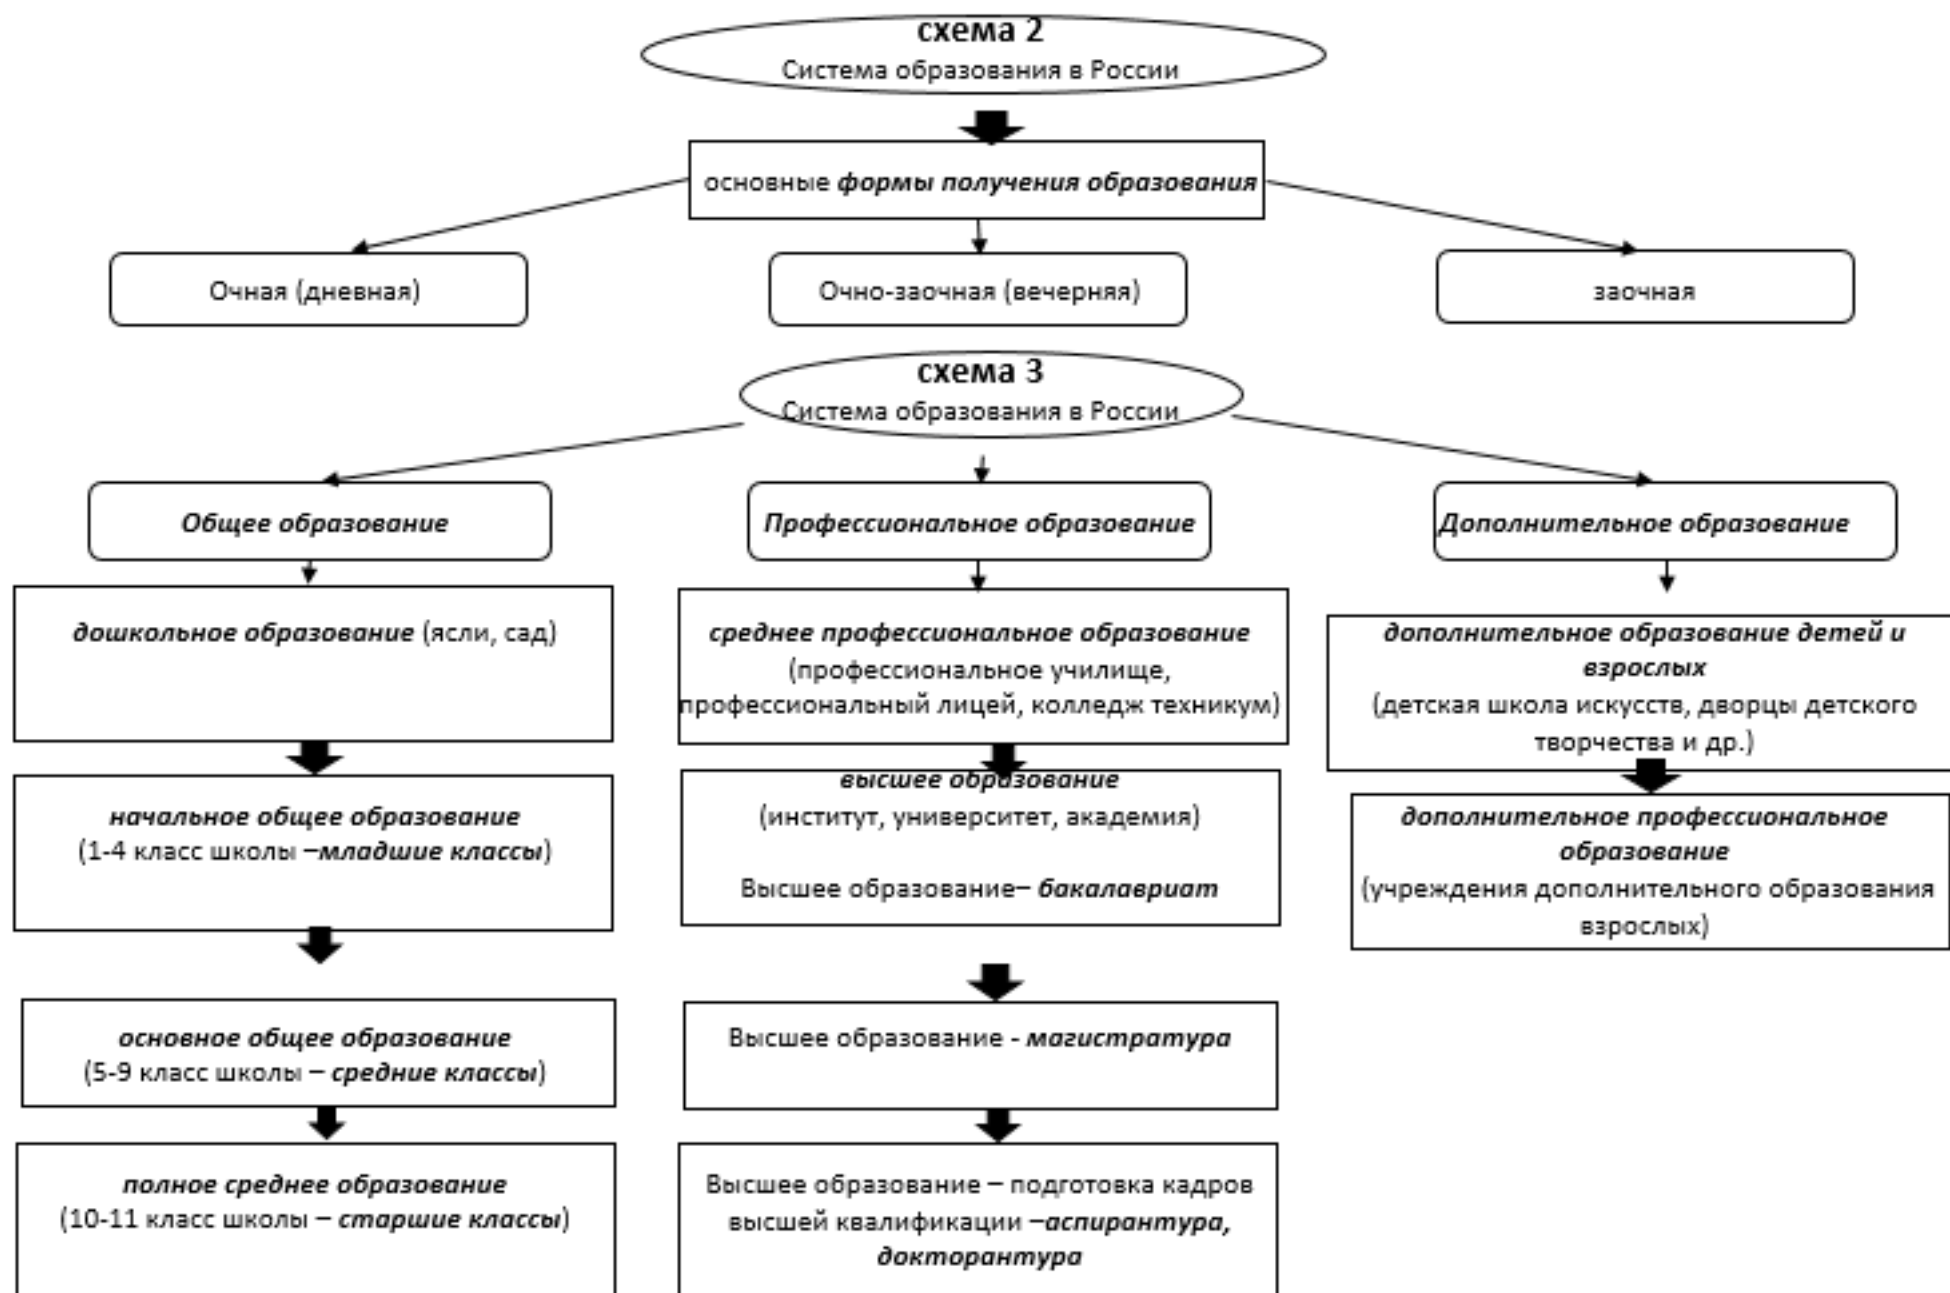 схема 2
Система образования в России
основные формы получения образования
Очная (дневная)
Очно-заочная (вечерняя)
заочная
схема 3
Система образования в России
Общее образование
Профессиональное образование
Дополнительное образование
дошкольное образование (ясли, сад)
начальное общее образование
(1-4 класс школы –младшие классы)
основное общее образование
(5-9 класс школы – средние классы)
полное среднее образование
(10-11 класс школы – старшие классы)
среднее профессиональное образование
(профессиональное училище,
профессиональный лицей, колледж техникум)
высшее образование
(институт, университет, академия)
Высшее образование– бакалавриат
Высшее образование - магистратура
Высшее образование – подготовка кадров
высшей квалификации –аспирантура,
докторантура
дополнительное образование детей и
взрослых
(детская школа искусств, дворцы детского
творчества и др.)
дополнительное профессиональное
образование
(учреждения дополнительного образования
взрослых)